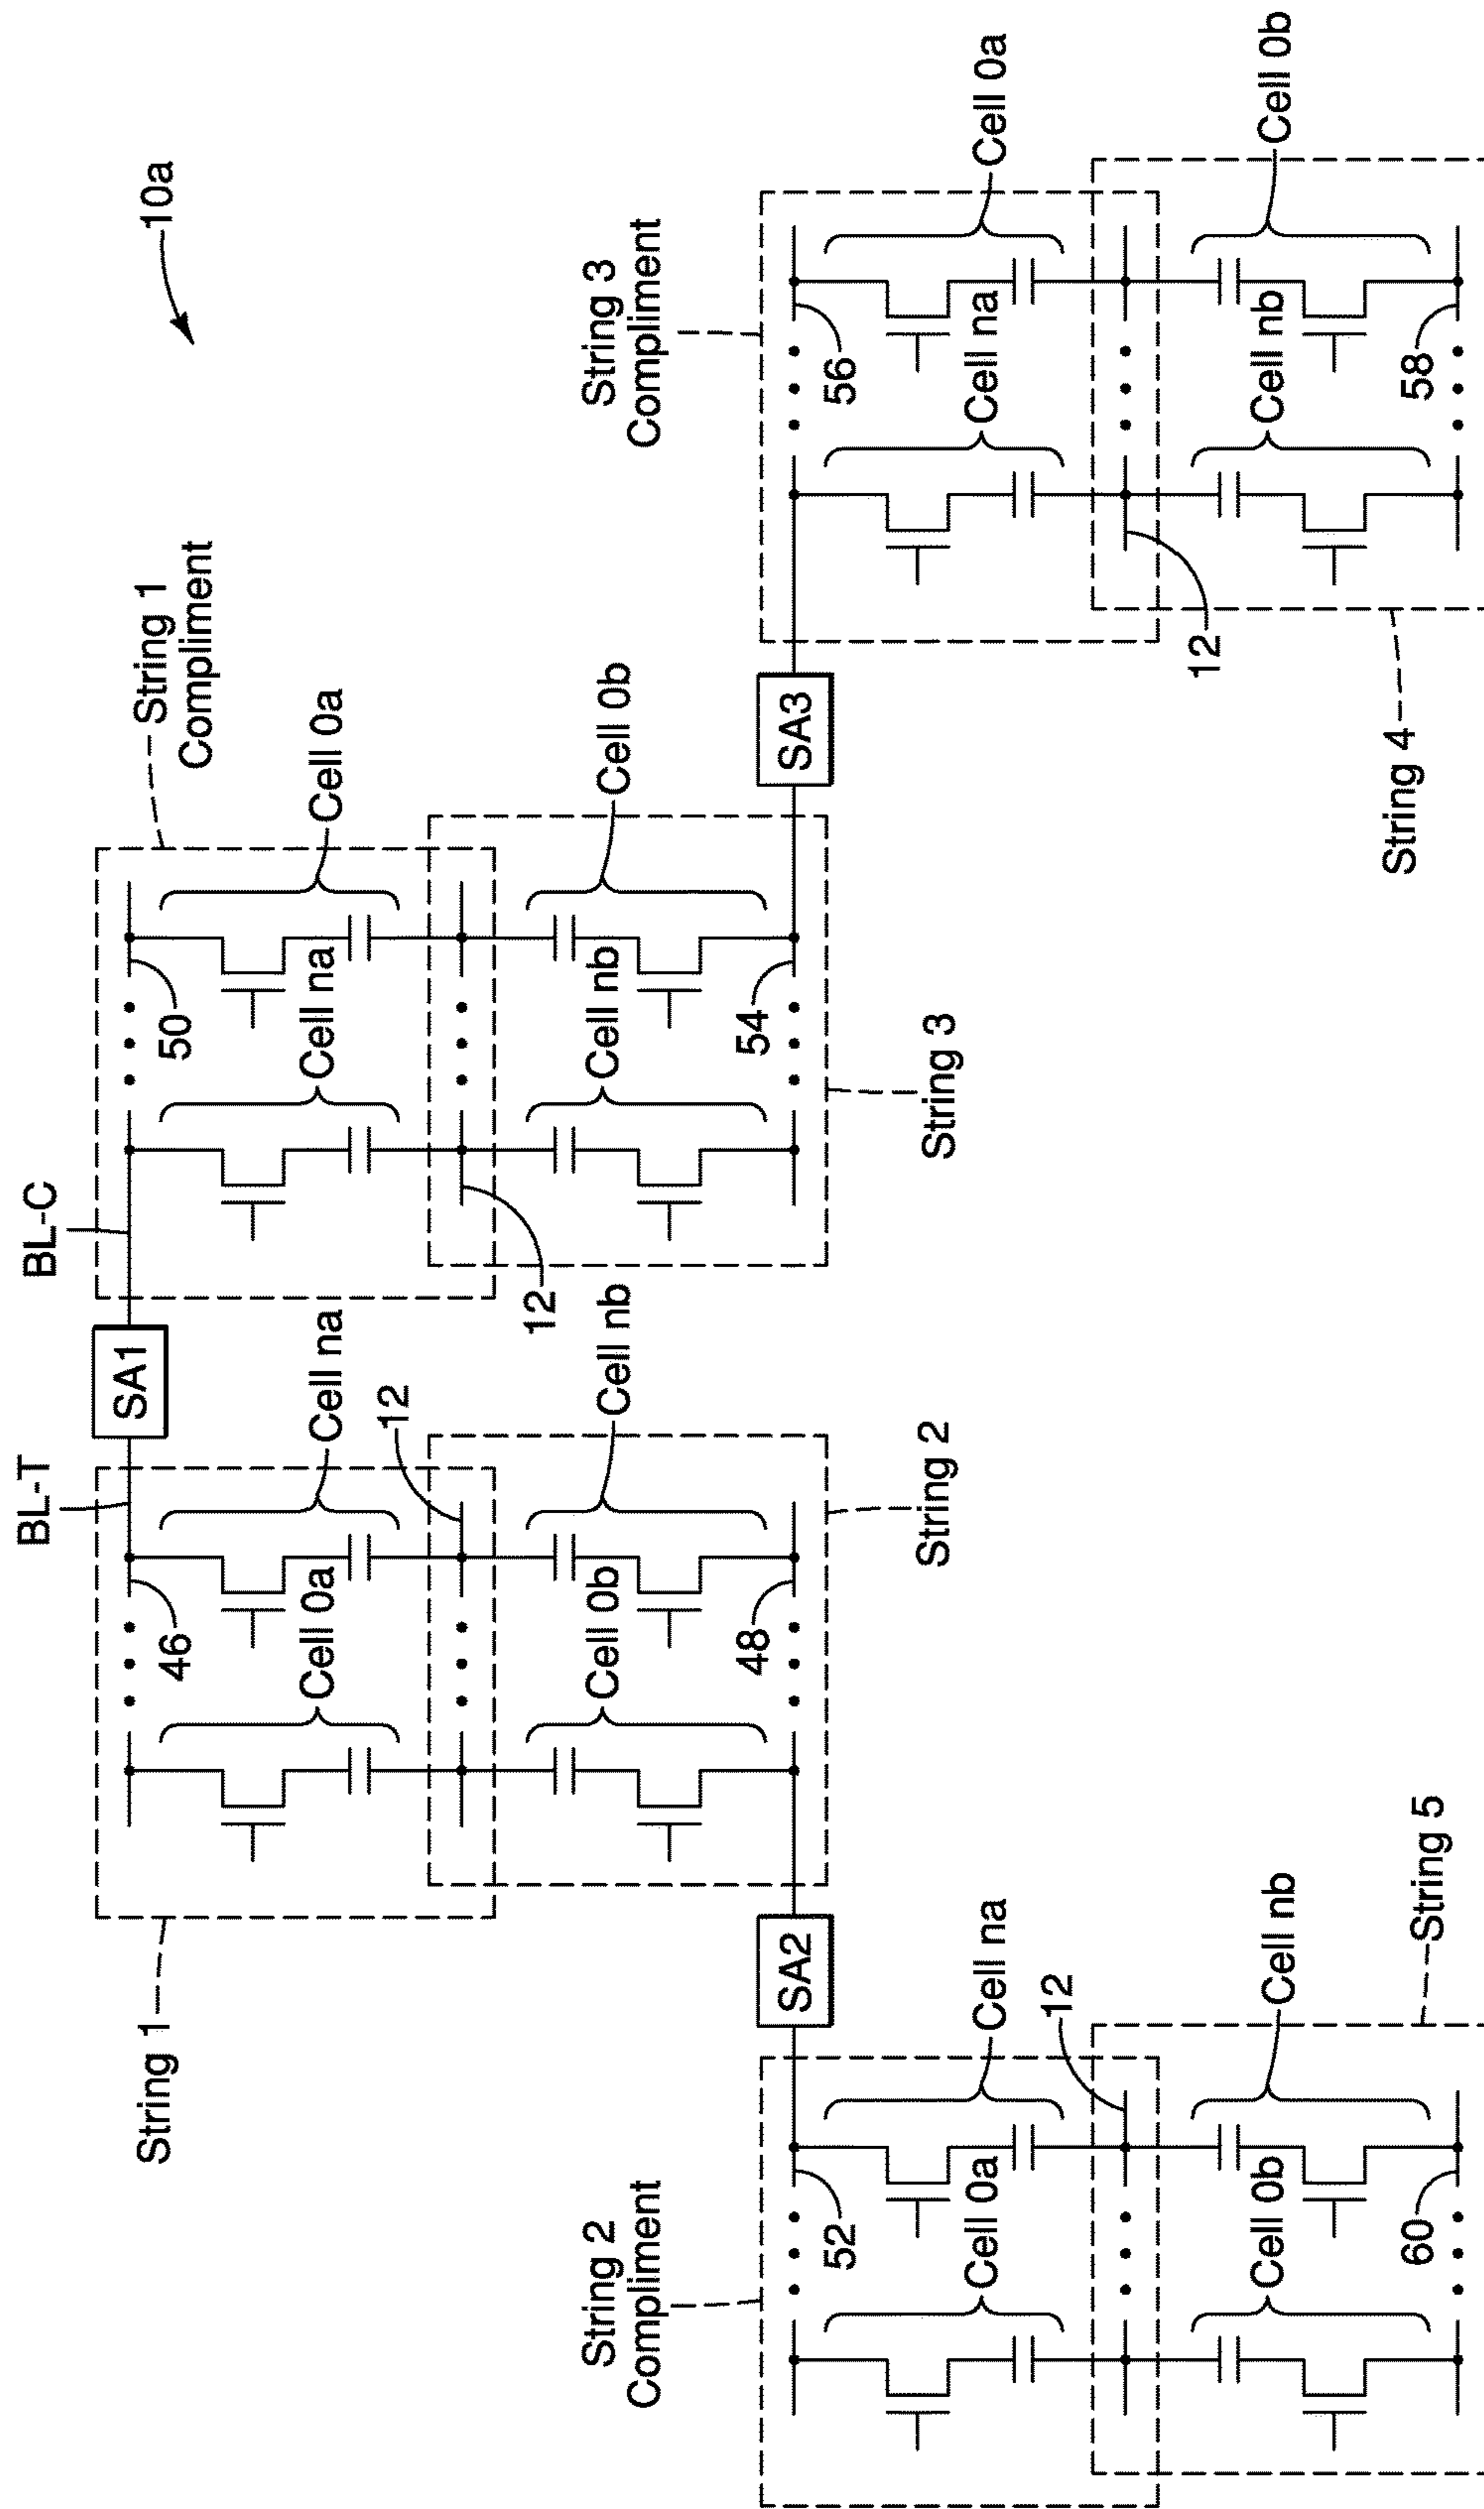 10a
BL-T
BL-C
SA1
String 1
String 1
Compliment
46
50
Cell na
Cell 0a
Cell 0a
Cell na
12
12
Cell nb
Cell 0b
Cell 0b
Cell nb
48
54
String 2
String 3
String 2
Compliment
String 3
Compliment
SA2
SA3
52
56
Cell na
Cell 0a
Cell 0a
Cell na
12
12
Cell nb
Cell 0b
Cell 0b
Cell nb
60
58
String 5
String 4